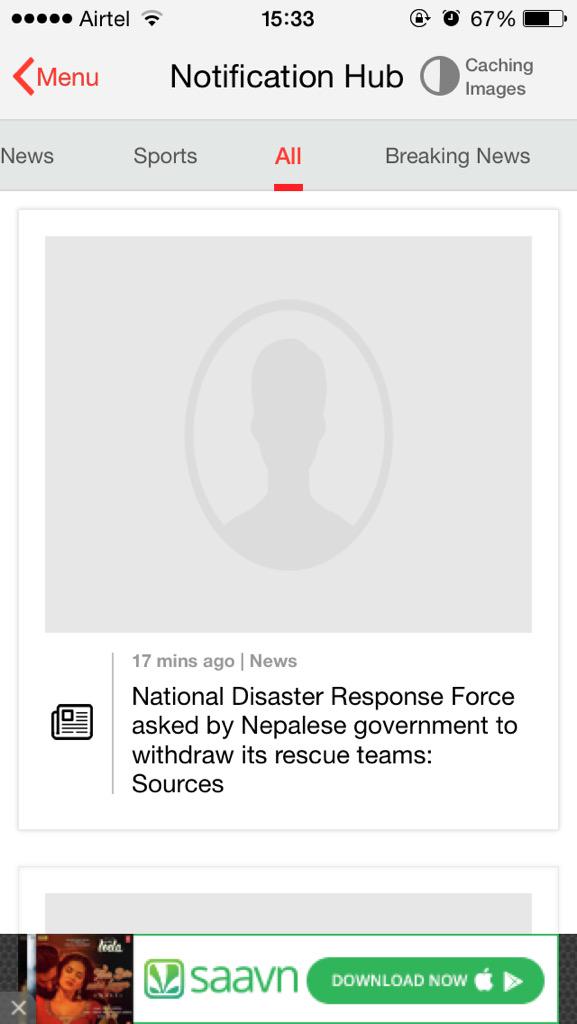 Airtel 15:33 67%
Menu Notification Hub Caching
Images
News Sports All Breaking News
17 mins ago | News
National Disaster Response Force
asked by Nepalese government to
withdraw its rescue teams:
Sources
leela
saavn DOWNLOAD NOW